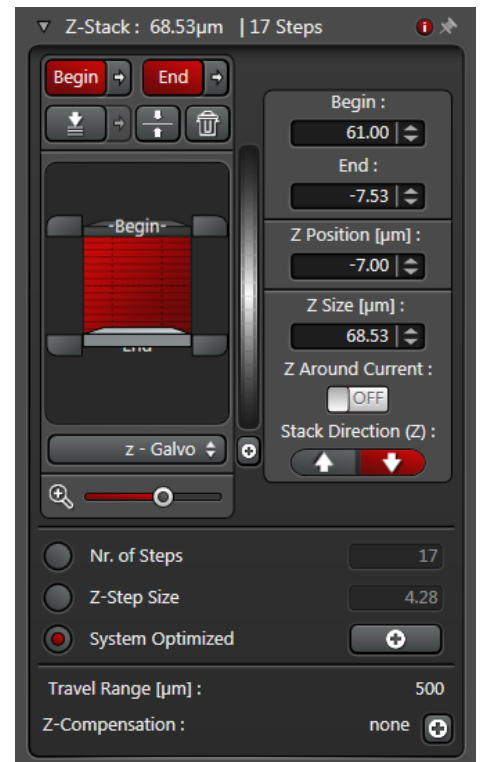 Z-Stack : 68.53µm | 17 Steps
Begin
End
Begin :
61.00
End :
-7.53
-Begin-
Z Position [µm] :
-7.00
Z Size [µm] :
68.53
End
Z Around Current :
OFF
Stack Direction (Z) :
z - Galvo
Nr. of Steps
17
Z-Step Size
4.28
System Optimized
Travel Range [µm] :
500
Z-Compensation :
none